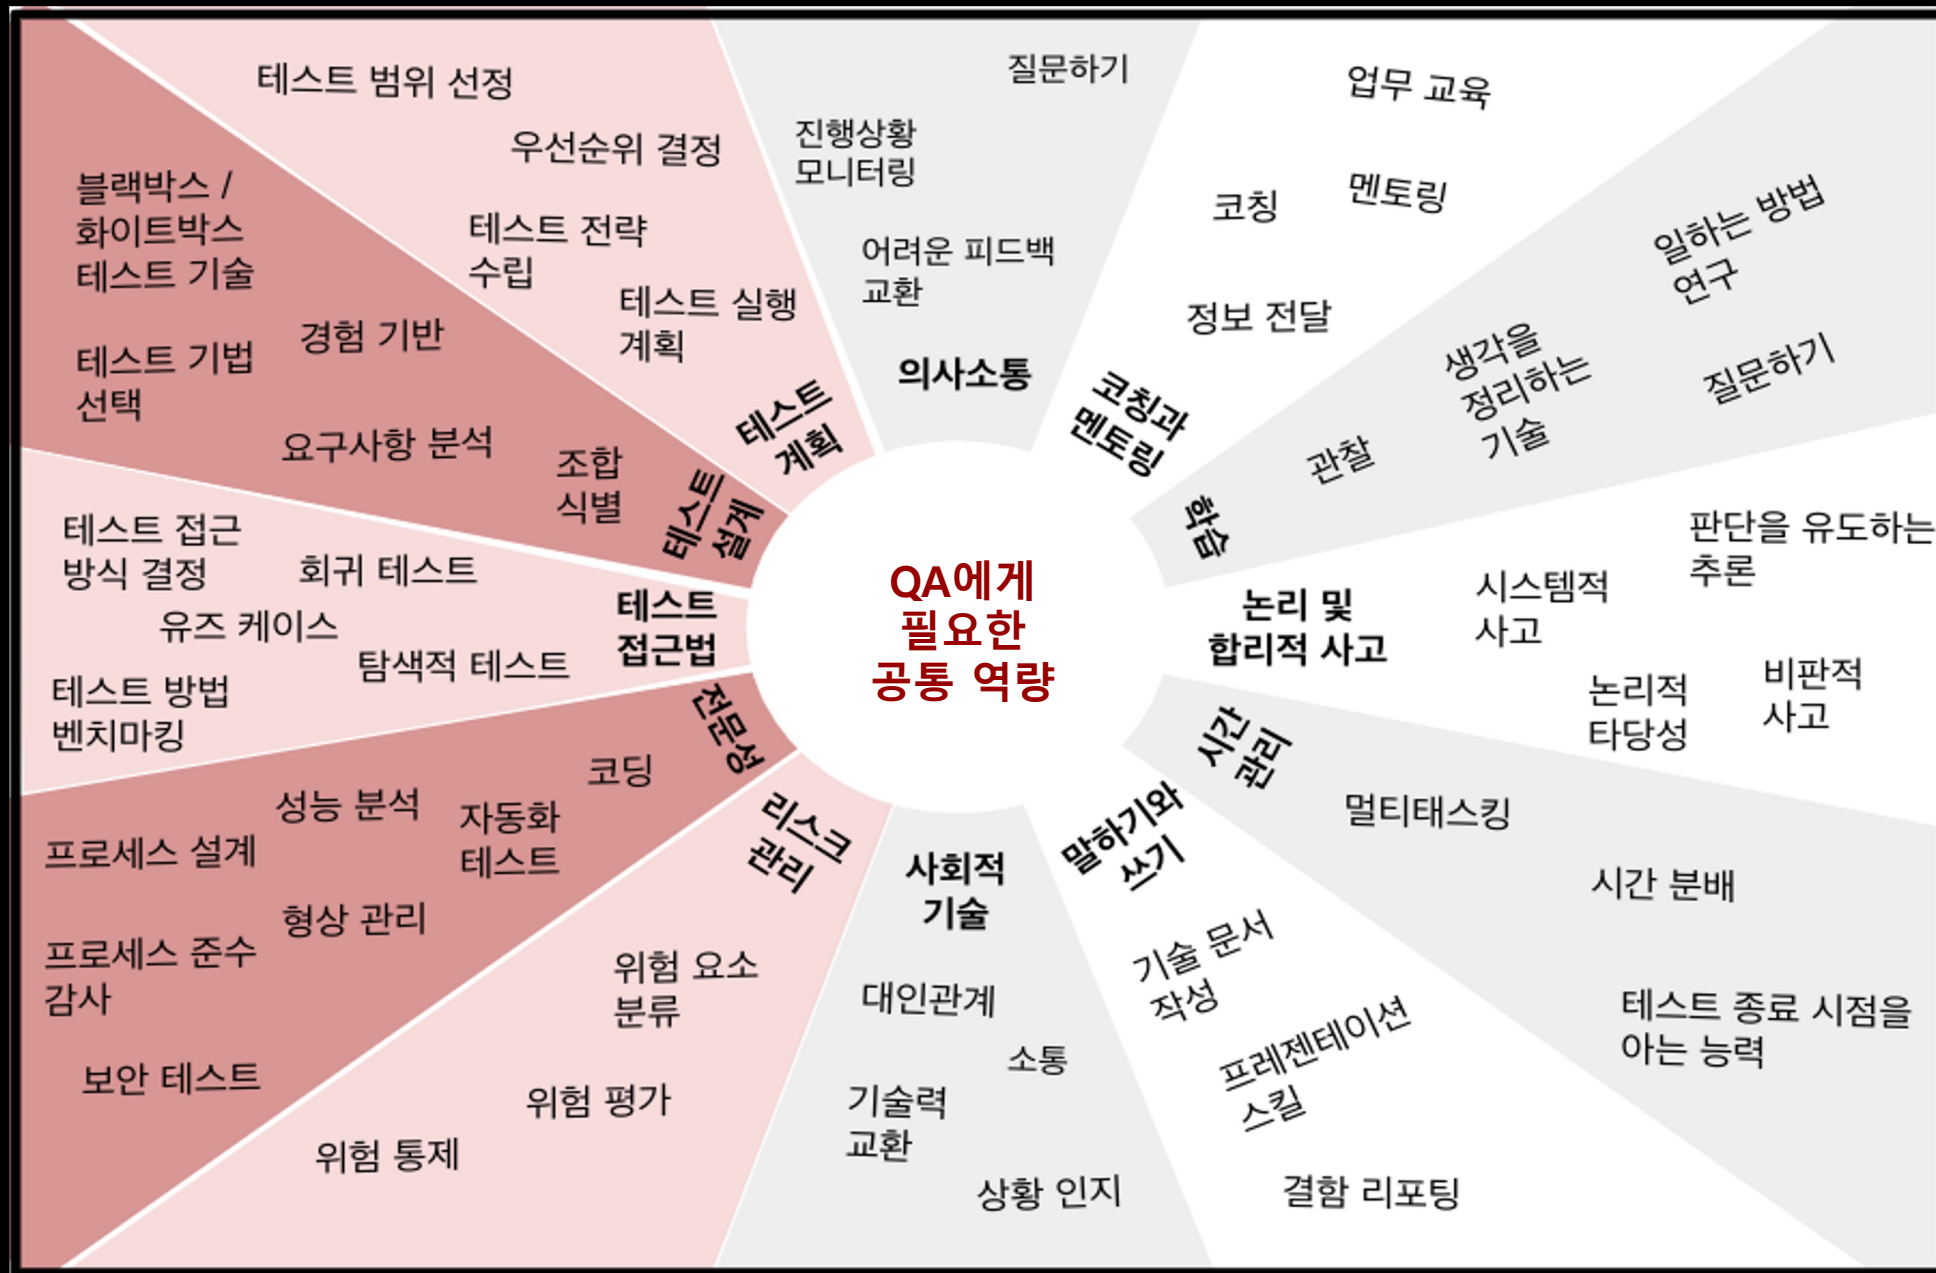 QA에게
필요한
공통 역량
의사소통
질문하기
진행상황
모니터링
어려운 피드백
교환
코칭과
멘토링
업무 교육
코칭
멘토링
정보 전달
학습
일하는 방법
연구
생각을
정리하는
기술
질문하기
관찰
논리 및
합리적 사고
판단을 유도하는
추론
시스템적
사고
논리적
타당성
비판적
사고
시간
관리
멀티태스킹
시간 분배
테스트 종료 시점을
아는 능력
말하기와
쓰기
기술 문서
작성
프레젠테이션
스킬
결함 리포팅
사회적
기술
대인관계
소통
기술력
교환
상황 인지
리스크
관리
위험 요소
분류
위험 평가
위험 통제
전문성
코딩
성능 분석
자동화
테스트
프로세스 설계
형상 관리
프로세스 준수
감사
보안 테스트
테스트
접근법
테스트 접근
방식 결정
회귀 테스트
유즈 케이스
탐색적 테스트
테스트 방법
벤치마킹
테스트
설계
블랙박스 /
화이트박스
테스트 기술
경험 기반
테스트 기법
선택
요구사항 분석
조합
식별
테스트
계획
테스트 범위 선정
우선순위 결정
테스트 전략
수립
테스트 실행
계획